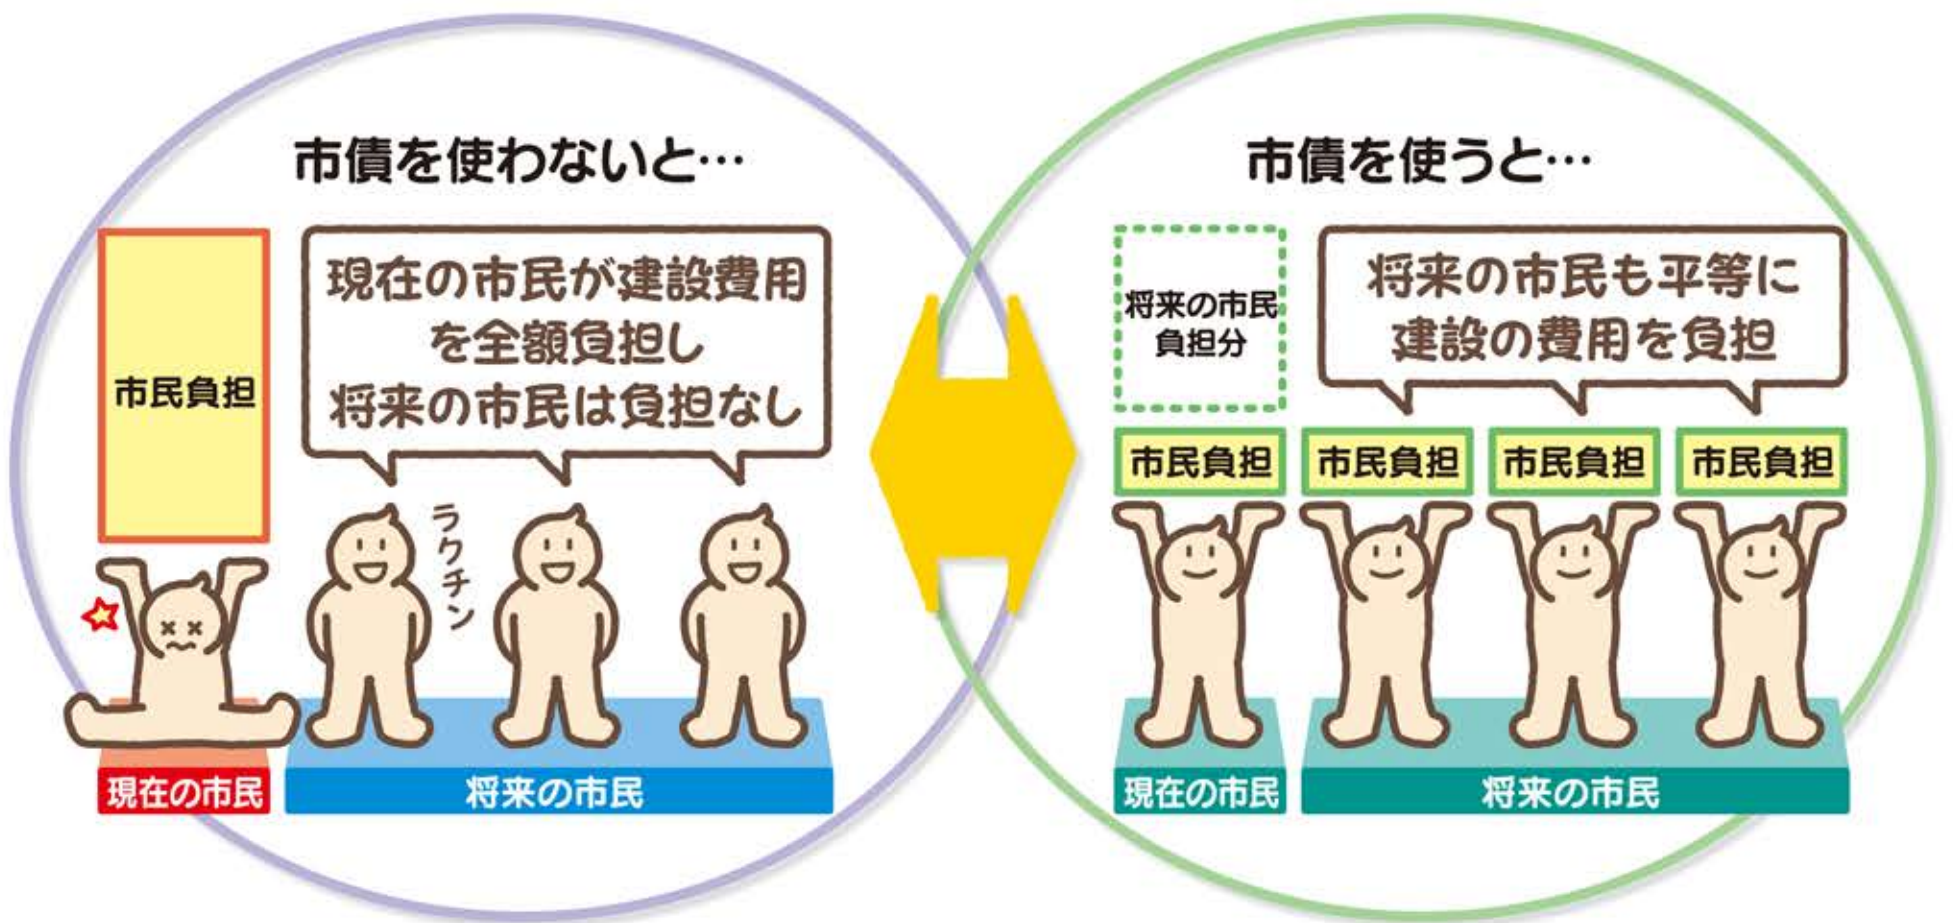 市債を使わないと…
市民負担
現在の市民が建設費用
を全額負担し
将来の市民は負担なし
ラクチン
現在の市民
将来の市民
市債を使うと…
将来の市民
負担分
将来の市民も平等に
建設の費用を負担
市民負担
市民負担
市民負担
市民負担
現在の市民
将来の市民